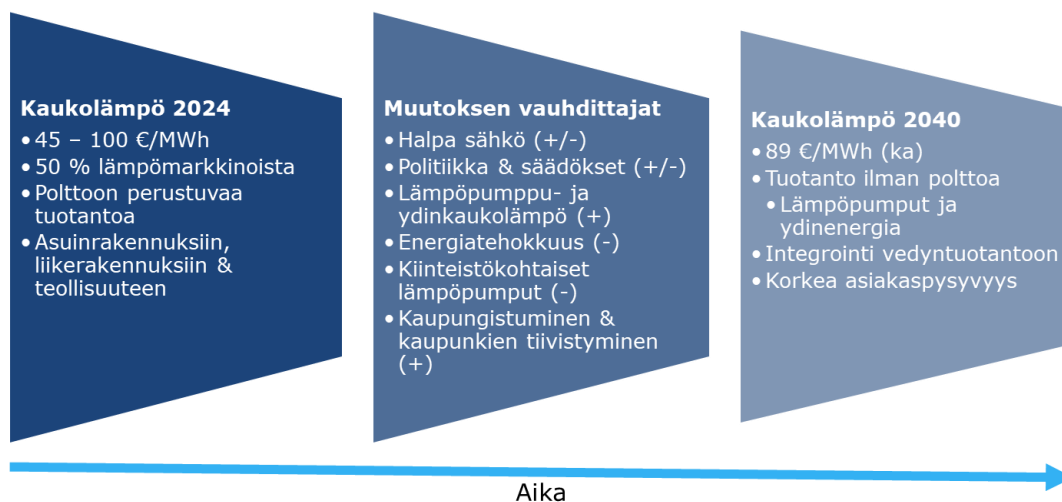 Kaukolämpö 2024
• 45 – 100 €/MWh
• 50 % lämpömarkkinoista
• Polttoon perustuvaa
tuotantoa
• Asuinrakennuksiin,
liikerakennuksiin &
teollisuuteen
Muutoksen vauhdittajat
• Halpa sähkö (+/-)
• Politiikka & säädökset (+/-)
• Lämpöpumppu- ja
ydinkaukolämpö (+)
• Energiatehokkuus (-)
• Kiinteistökohtaiset
lämpöpumput (-)
• Kaupungistuminen &
kaupunkien tiivistyminen
(+)
Kaukolämpö 2040
• 89 €/MWh (ka)
• Tuotanto ilman polttoa
• Lämpöpumput ja
ydinenergia
• Integrointi vedyntuotantoon
• Korkea asiakaspysyvyys
Aika